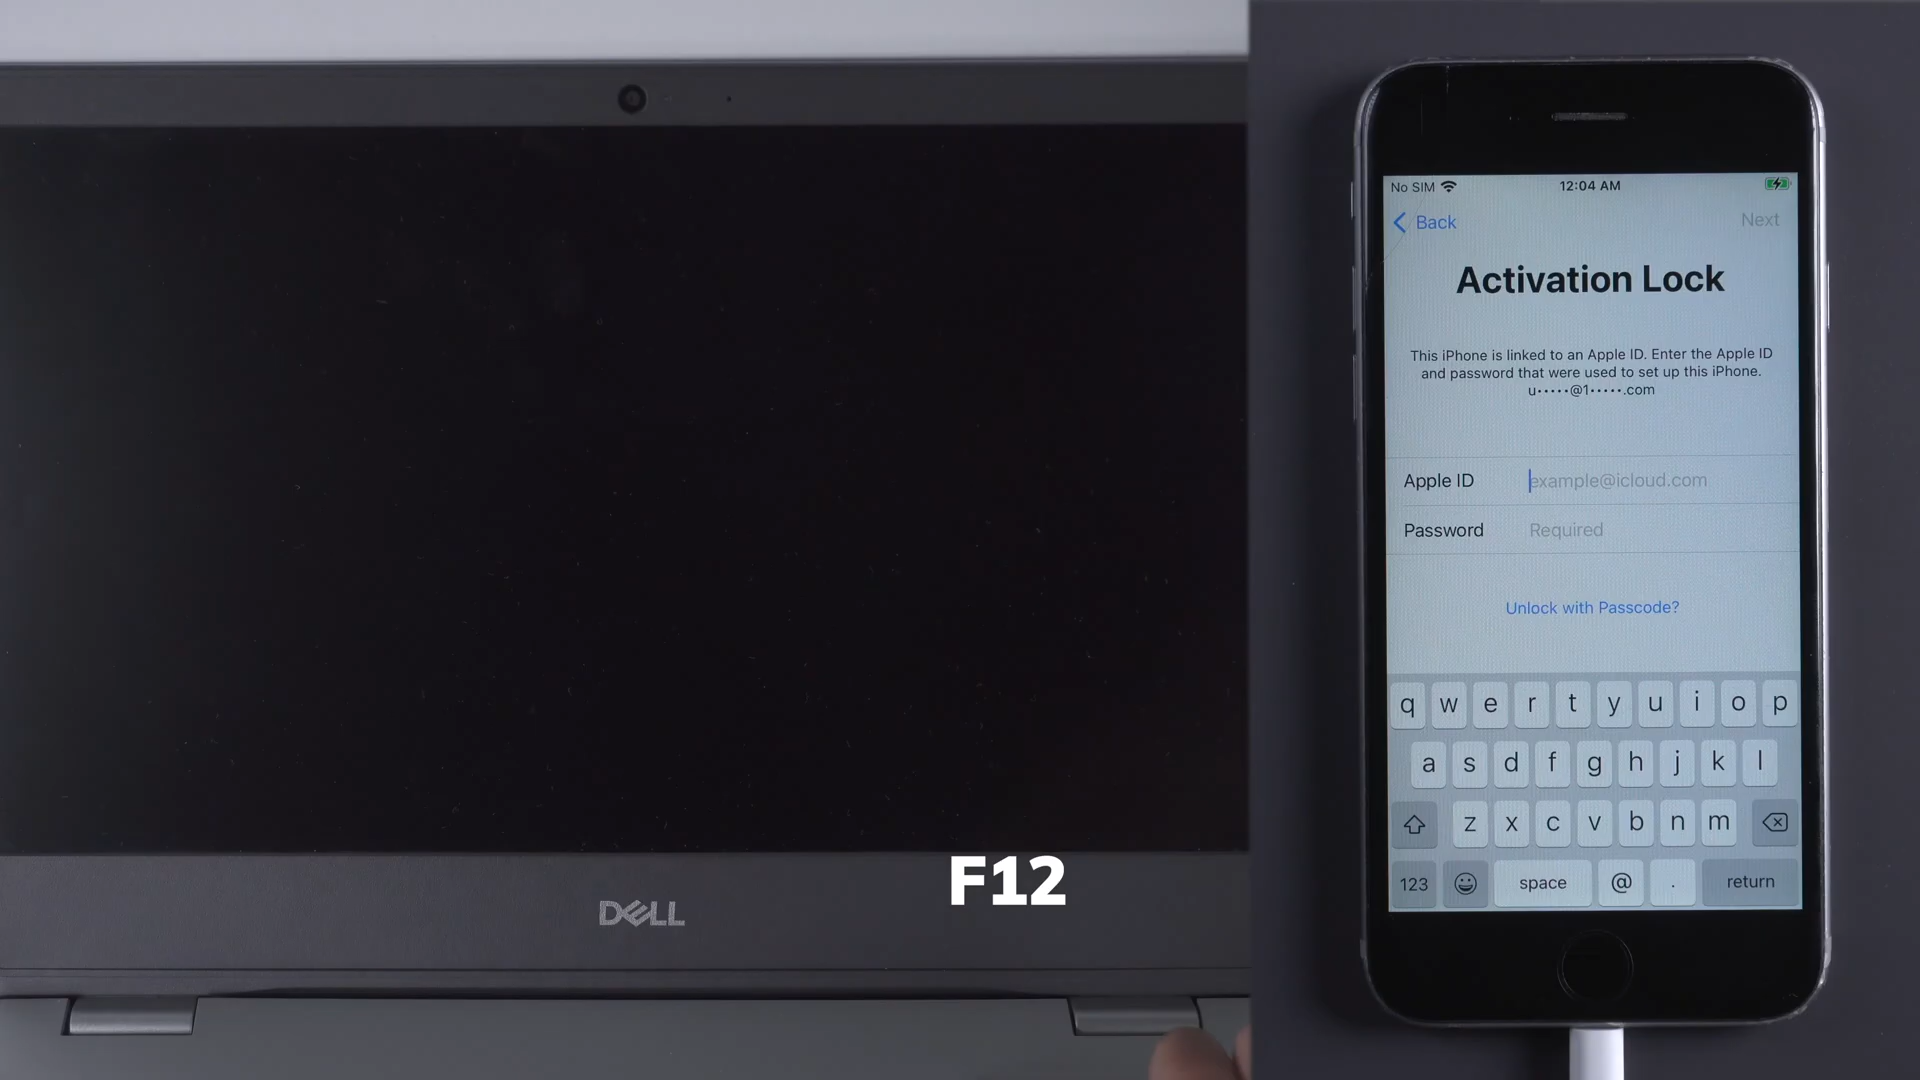 DELL
F12
No SIM
12:04 AM
Back
Next
Activation Lock
This iPhone is linked to an Apple ID. Enter the Apple ID
and password that were used to set up this iPhone.
u•••••@1•••••.com
Apple ID
example@icloud.com
Password
Required
Unlock with Passcode?
q w e r t y u i o p
a s d f g h j k l
z x c v b n m
123 space @ . return